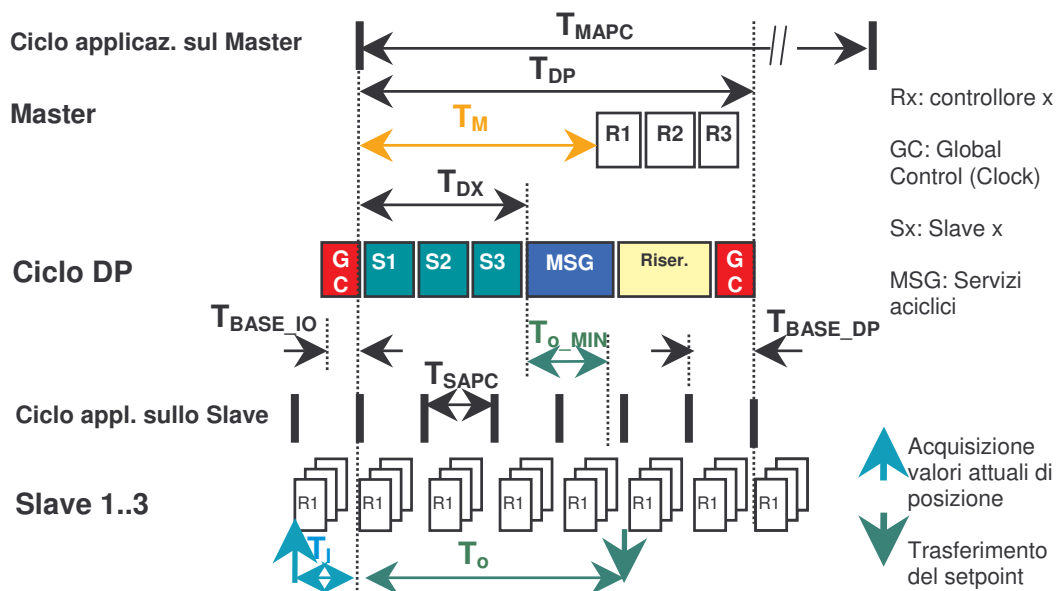 Ciclo applicaz. sul Master
T_MAPC
T_DP
Master
T_M
R1 R2 R3
T_DX
Ciclo DP
GC S1 S2 S3 MSG Riser. GC
T_BASE_IO
T_O_MIN
T_BASE_DP
T_SAPC
Ciclo appl. sullo Slave
Slave 1..3
R1 R1 R1 R1 R1 R1 R1 R1
T_I
T_O
Rx: controllore x
GC: Global
Control (Clock)
Sx: Slave x
MSG: Servizi
aciclici
Acquisizione
valori attuali di
posizione
Trasferimento
del setpoint